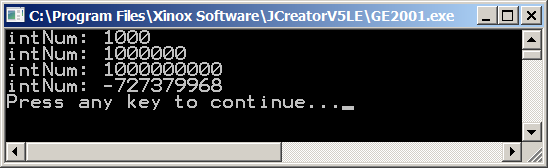 C:\Program Files\Xinox Software\JCreatorV5LE\GE2001.exe
intNum: 1000
intNum: 1000000
intNum: 1000000000
intNum: -727379968
Press any key to continue..._